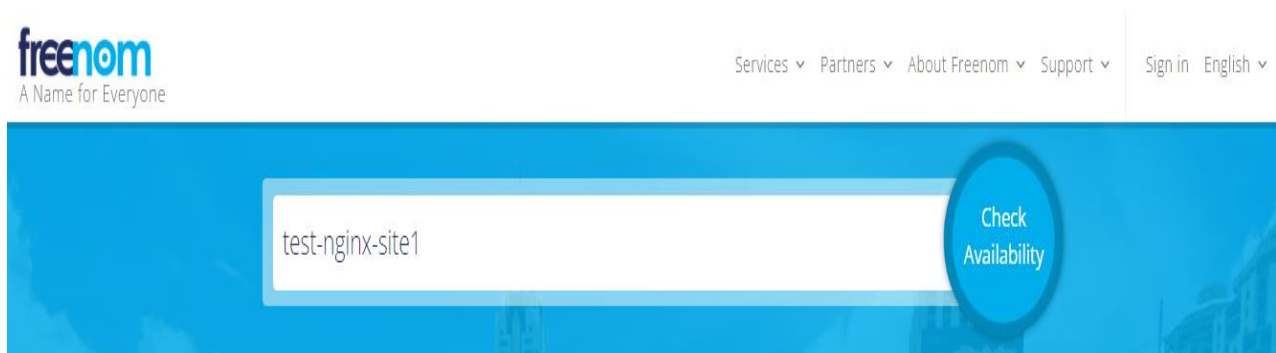 freenom
A Name for Everyone
Services Partners About Freenom Support Sign in English
test-nginx-site1
Check
Availability